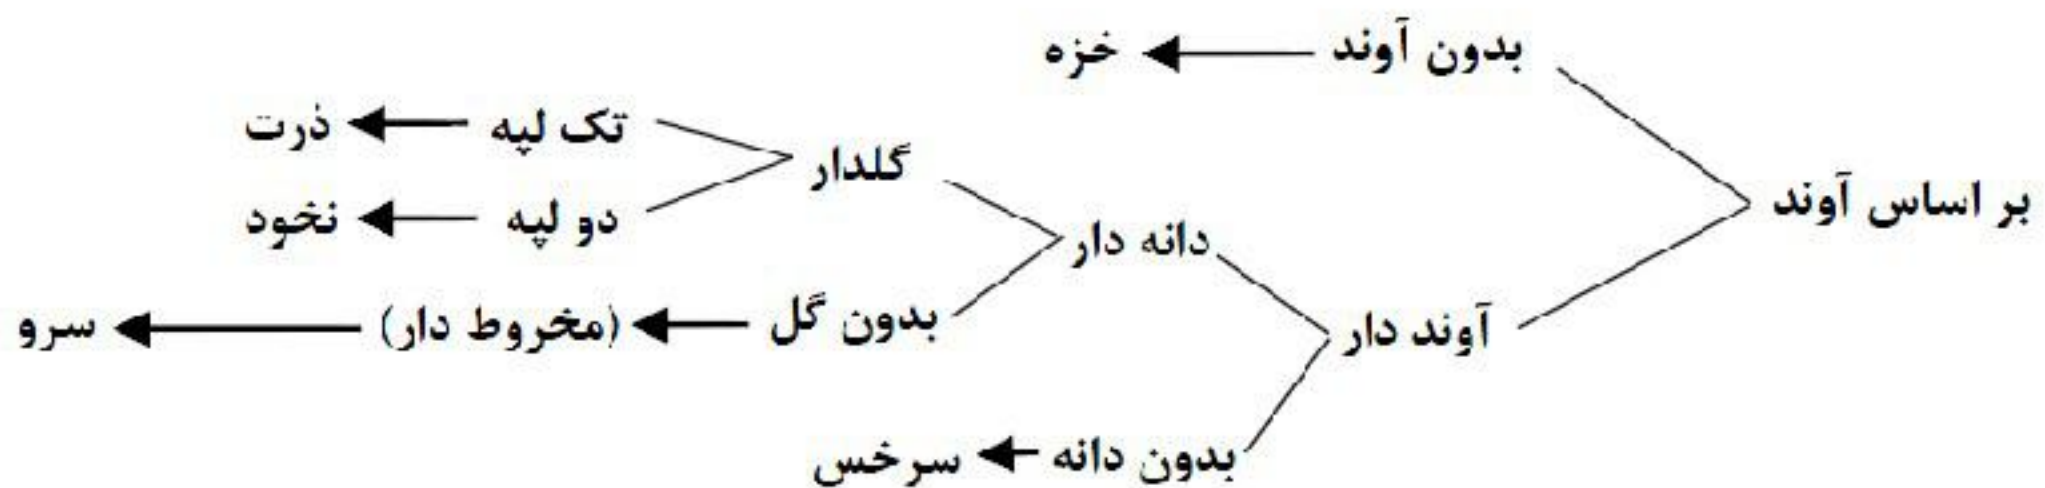 بدون آوند خزه
تک لپه ذرت
گلدار
بر اساس آوند
دو لپه نخود
دانه دار
بدون گل (مخروط دار) سرو
آوند دار
بدون دانه سرخس